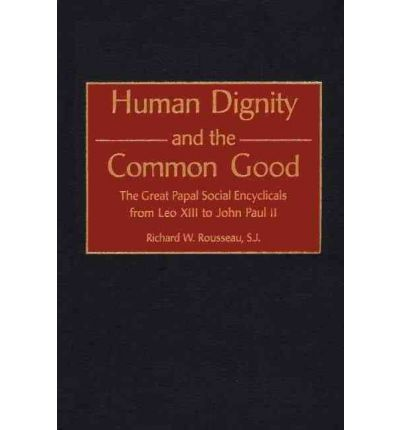 Human Dignity
and the
Common Good
The Great Papal Social Encyclicals
from Leo XIII to John Paul II
Richard W. Rousseau, S.J.